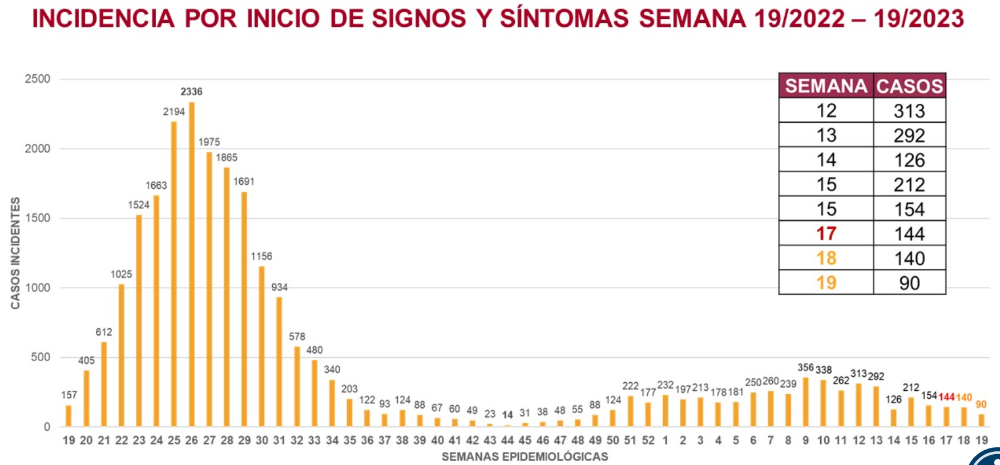 INCIDENCIA POR INICIO DE SIGNOS Y SÍNTOMAS SEMANA 19/2022 – 19/2023
SEMANA CASOS
12 313
13 292
14 126
15 212
15 154
17 144
18 140
19 90
CASOS INCIDENTES
2500
2000
1500
1000
500
0
157 405 612 1025 1524 1663 2194 2336 1975 1865 1691 1156 934 578 480 340 203 122 93 124 88 67 60 49 23 14 31 38 48 55 88 124 222 177 232 197 213 178 181 250 260 239 356 338 262 313 292 126 212 154 144 140 90
19 20 21 22 23 24 25 26 27 28 29 30 31 32 33 34 35 36 37 38 39 40 41 42 43 44 45 46 47 48 49 50 51 52 1 2 3 4 5 6 7 8 9 10 11 12 13 14 15 16 17 18 19
SEMANAS EPIDEMIOLÓGICAS